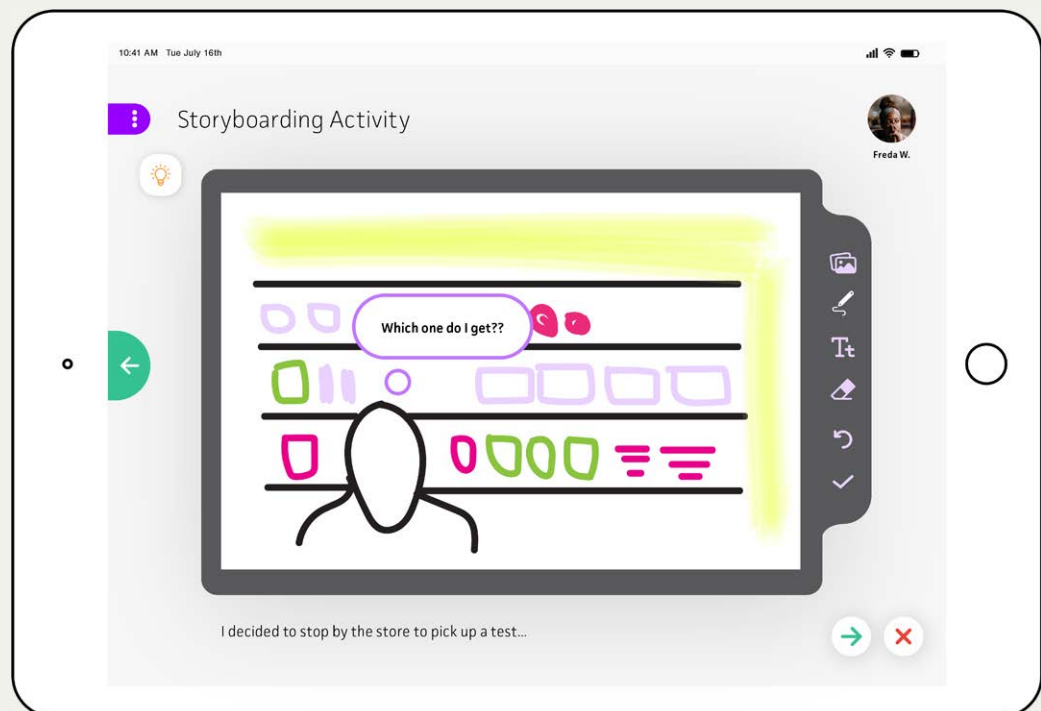 10:41 AM Tue July 16th
Storyboarding Activity
Freda W.
Which one do I get??
Tt
I decided to stop by the store to pick up a test...